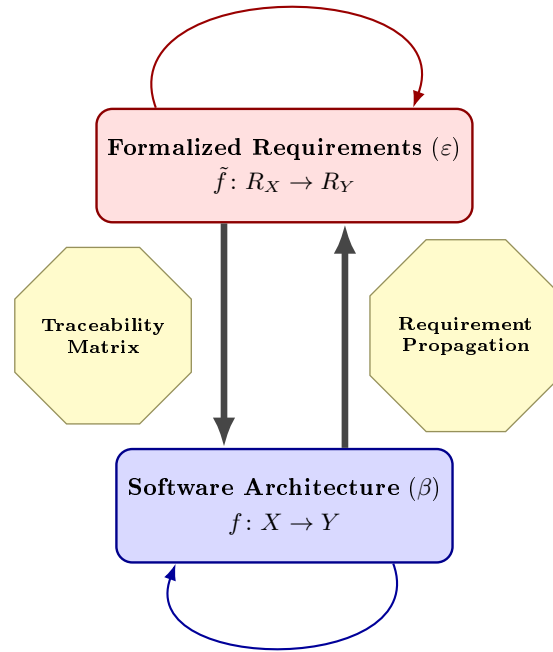 Formalized Requirements (ε)
f̃ : R_X → R_Y
Traceability
Matrix
Requirement
Propagation
Software Architecture (β)
f : X → Y